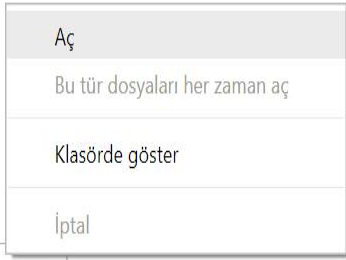 Aç
Bu tür dosyaları her zaman aç
Klasörde göster
İptal